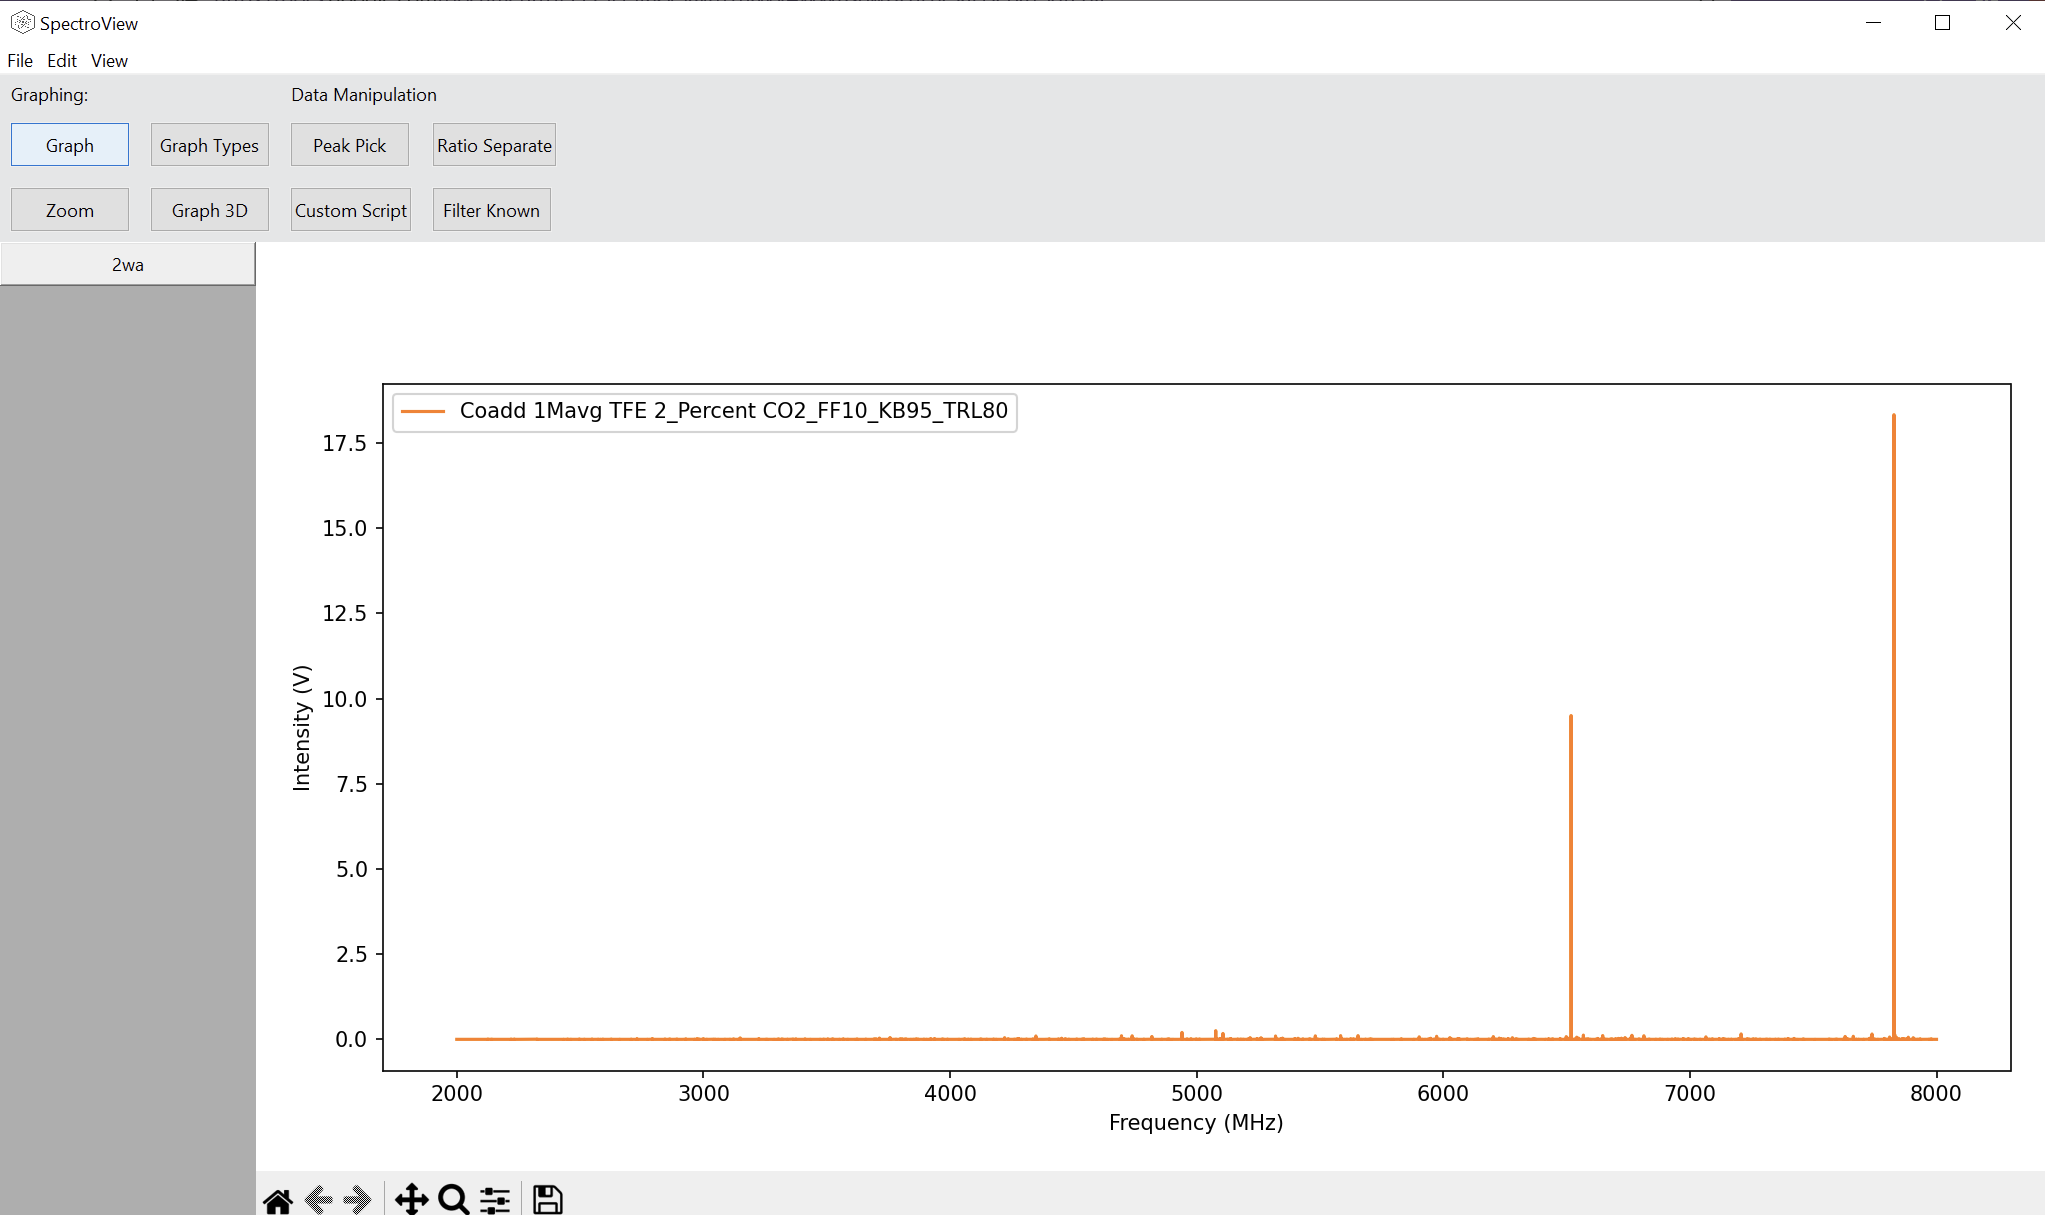 SpectroView
File Edit View
Graphing: Data Manipulation
Graph Graph Types Peak Pick Ratio Separate
Zoom Graph 3D Custom Script Filter Known
2wa
Coadd 1Mavg TFE 2_Percent CO2_FF10_KB95_TRL80
17.5
15.0
12.5
10.0
7.5
5.0
2.5
0.0
Intensity (V)
2000 3000 4000 5000 6000 7000 8000
Frequency (MHz)